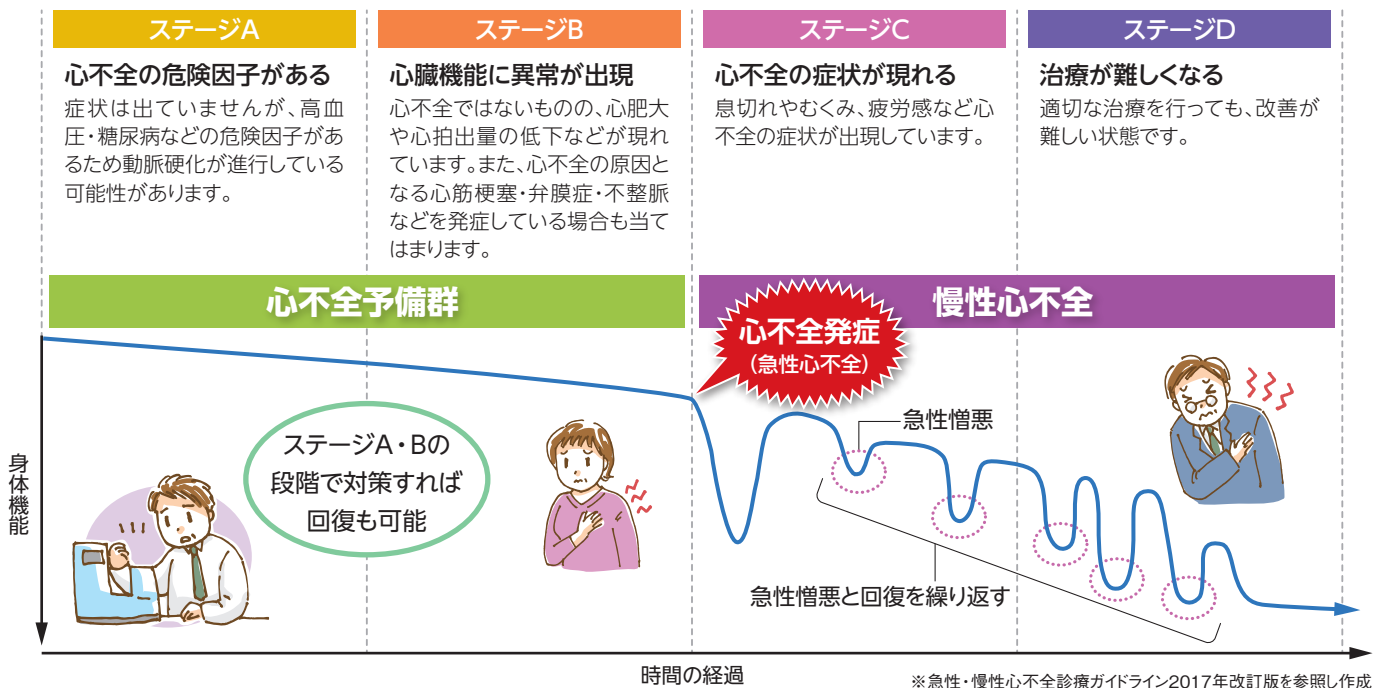 ステージA
心不全の危険因子がある
症状は出ていませんが、高血
圧・糖尿病などの危険因子があ
るため動脈硬化が進行している
可能性があります。
ステージB
心臓機能に異常が出現
心不全ではないものの、心肥大
や心拍出量の低下などが現れ
ています。また、心不全の原因と
なる心筋梗塞・弁膜症・不整脈
などを発症している場合も当て
はまります。
ステージC
心不全の症状が現れる
息切れやむくみ、疲労感など心
不全の症状が出現しています。
ステージD
治療が難しくなる
適切な治療を行っても、改善が
難しい状態です。
心不全予備群
慢性心不全
心不全発症
(急性心不全)
急性憎悪
ステージA・Bの
段階で対策すれば
回復も可能
身体機能
急性憎悪と回復を繰り返す
時間の経過
※急性・慢性心不全診療ガイドライン2017年改訂版を参照し作成